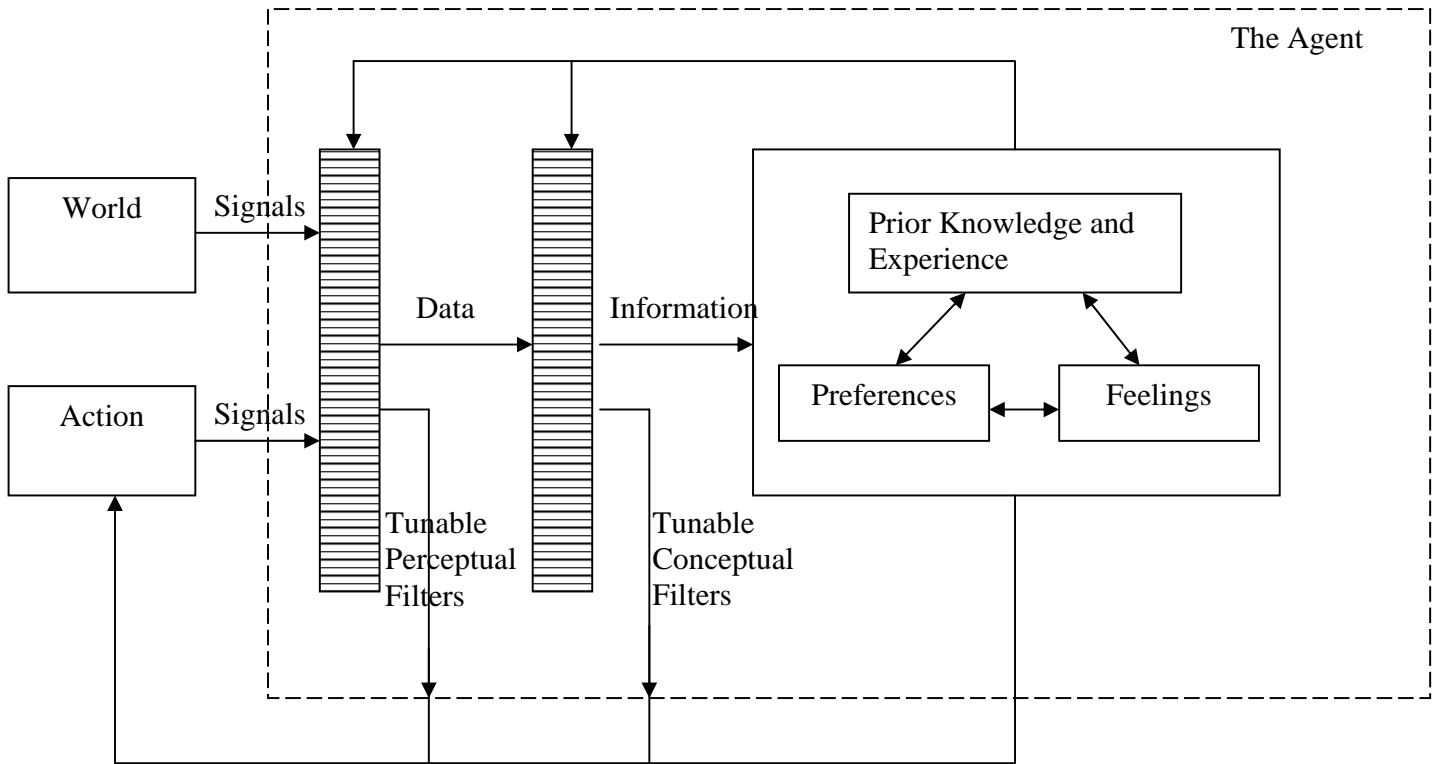 The Agent
World
Signals
Prior Knowledge and
Experience
Data
Information
Preferences
Feelings
Action
Signals
Tunable
Perceptual
Filters
Tunable
Conceptual
Filters